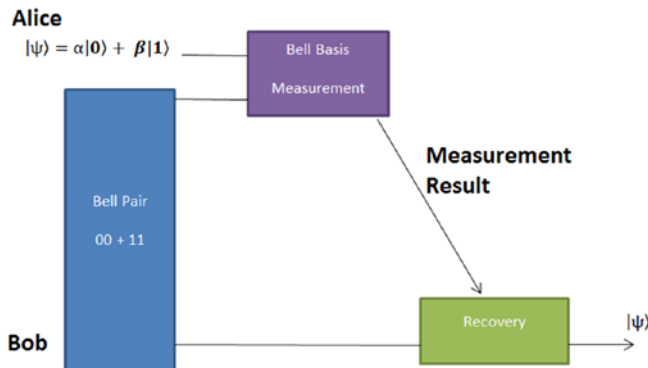 Alice
|ψ⟩ = α|0⟩ + β|1⟩
Bell Basis
Measurement
Measurement
Result
Bell Pair
00 + 11
Recovery
|ψ⟩
Bob